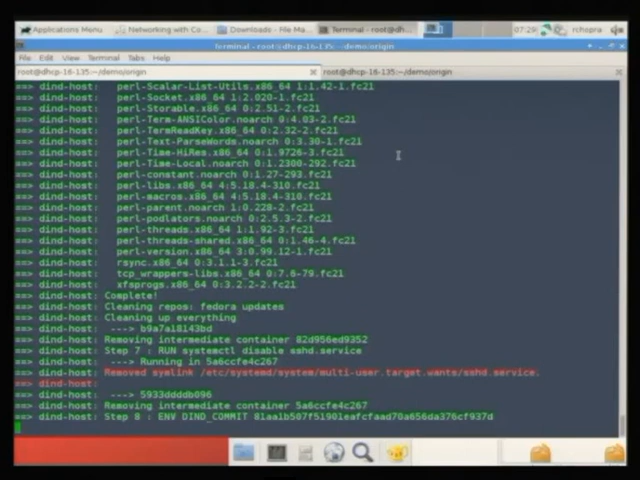 Applications Menu Networking with Co... Downloads - File Ma... Terminal - root@dh... 07:29 rchopra
Terminal - root@dhcp-16-135:~/demo/origin
File Edit View Terminal Tabs Help
root@dhcp-16-135:~/demo/origin root@dhcp-16-135:~/demo/origin
==> dind-host: perl-Scalar-List-Utils.x86_64 1:1.42-1.fc21
==> dind-host: perl-Socket.x86_64 1:2.020-1.fc21
==> dind-host: perl-Storable.x86_64 0:2.51-2.fc21
==> dind-host: perl-Term-ANSIColor.noarch 0:4.03-2.fc21
==> dind-host: perl-TermReadKey.x86_64 0:2.32-2.fc21
==> dind-host: perl-Text-ParseWords.noarch 0:3.30-1.fc21
==> dind-host: perl-Time-HiRes.x86_64 0:1.9726-3.fc21
==> dind-host: perl-Time-Local.noarch 0:1.2300-292.fc21
==> dind-host: perl-constant.noarch 0:1.27-293.fc21
==> dind-host: perl-libs.x86_64 4:5.18.4-310.fc21
==> dind-host: perl-macros.x86_64 4:5.18.4-310.fc21
==> dind-host: perl-parent.noarch 1:0.228-2.fc21
==> dind-host: perl-podlators.noarch 0:2.5.3-2.fc21
==> dind-host: perl-threads.x86_64 1:1.92-3.fc21
==> dind-host: perl-threads-shared.x86_64 0:1.46-4.fc21
==> dind-host: perl-version.x86_64 3:0.99.12-1.fc21
==> dind-host: rsync.x86_64 0:3.1.1-3.fc21
==> dind-host: tcp_wrappers-libs.x86_64 0:7.6-79.fc21
==> dind-host: xfsprogs.x86_64 0:3.2.2-2.fc21
==> dind-host: Complete!
==> dind-host: Cleaning repos: fedora updates
==> dind-host: Cleaning up everything
==> dind-host: ---> b9a7a18143bd
==> dind-host: Removing intermediate container 82d956ed9352
==> dind-host: Step 7 : RUN systemctl disable sshd.service
==> dind-host: ---> Running in 5a6ccfe4c267
==> dind-host: Removed symlink /etc/systemd/system/multi-user.target.wants/sshd.service.
==> dind-host:
==> dind-host: ---> 5933ddddb096
==> dind-host: Removing intermediate container 5a6ccfe4c267
==> dind-host: Step 8 : ENV DIND_COMMIT 81aa1b507f51901eafcfaad70a656da376cf937d